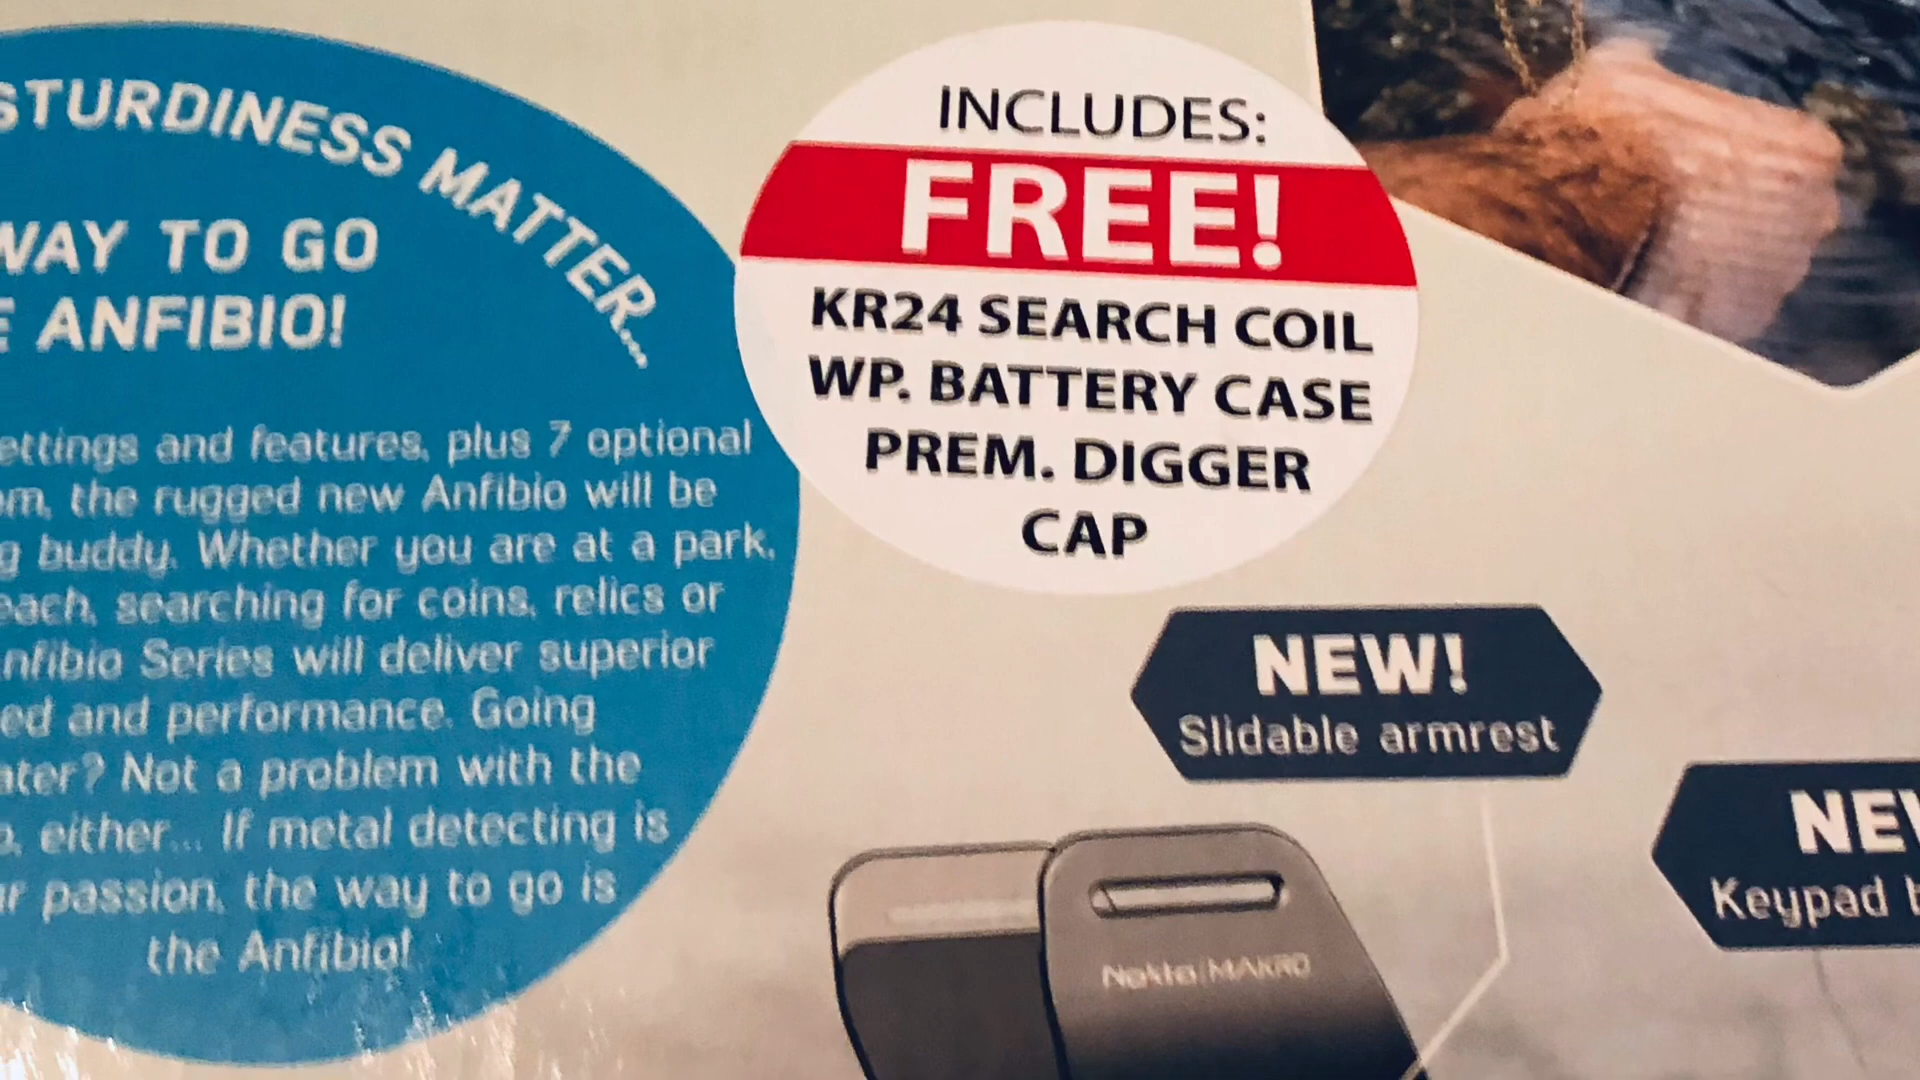 STURDINESS MATTER...
WAY TO GO
E ANFIBIO!
ettings and features, plus 7 optional
om, the rugged new Anfibio will be
g buddy. Whether you are at a park,
each, searching for coins, relics or
nfibio Series will deliver superior
ed and performance. Going
ater? Not a problem with the
o, either... If metal detecting is
ur passion, the way to go is
the Anfibio!
INCLUDES:
FREE!
KR24 SEARCH COIL
WP. BATTERY CASE
PREM. DIGGER
CAP
NEW!
Slidable armrest
NEW
Keypad b
Nokta|MAKRO